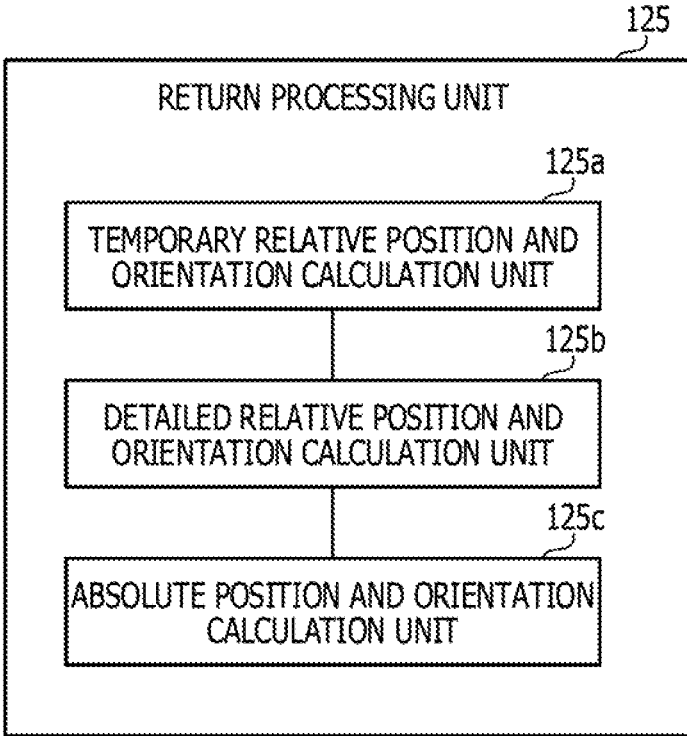 125
RETURN PROCESSING UNIT
125a
TEMPORARY RELATIVE POSITION AND
ORIENTATION CALCULATION UNIT
125b
DETAILED RELATIVE POSITION AND
ORIENTATION CALCULATION UNIT
125c
ABSOLUTE POSITION AND ORIENTATION
CALCULATION UNIT